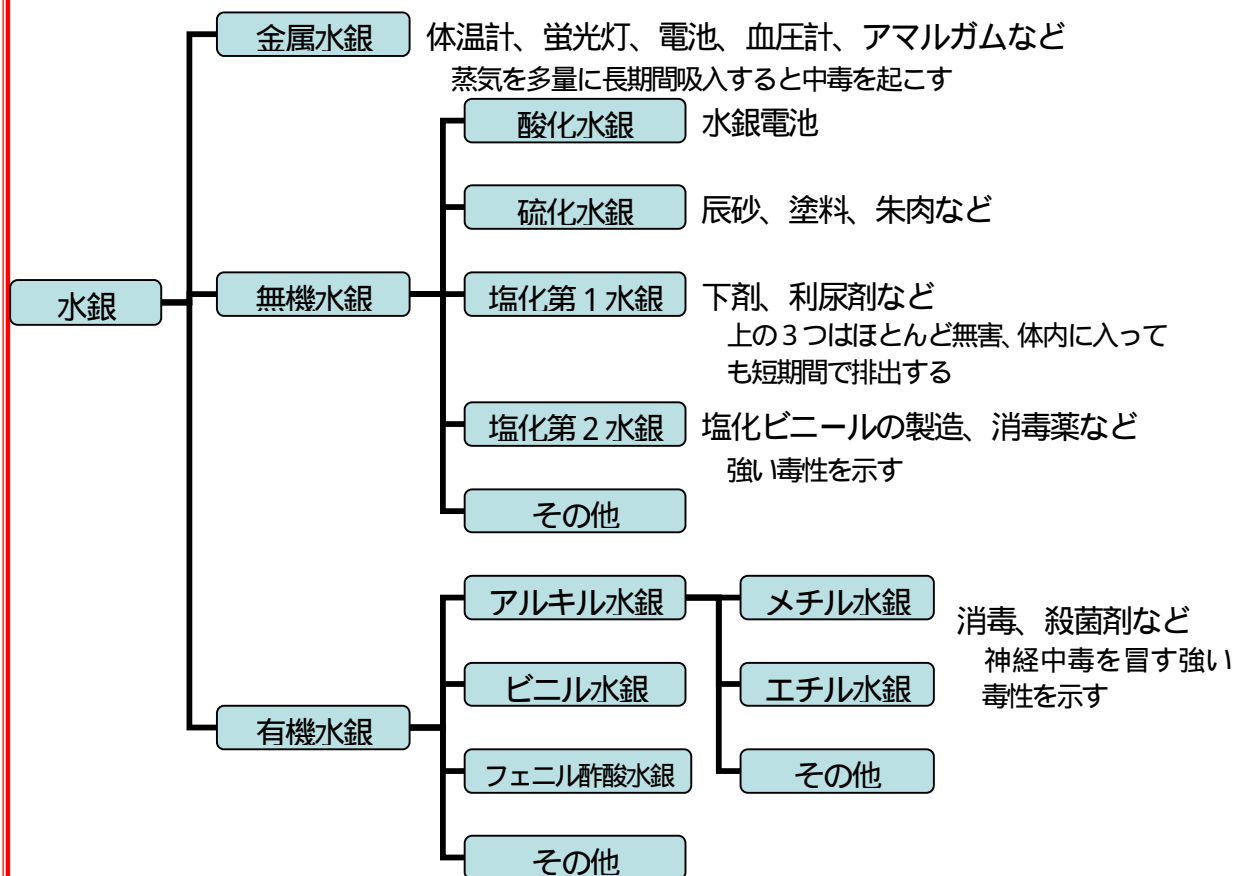 金属水銀 体温計、蛍光灯、電池、血圧計、アマルガムなど
蒸気を多量に長期間吸入すると中毒を起こす
酸化水銀 水銀電池
硫化水銀 辰砂、塗料、朱肉など
水銀 無機水銀 塩化第1水銀 下剤、利尿剤など
上の3つはほとんど無害、体内に入って
も短期間で排出する
塩化第2水銀 塩化ビニールの製造、消毒薬など
強い毒性を示す
その他
アルキル水銀 メチル水銀 消毒、殺菌剤など
神経中毒を冒す強い
毒性を示す
ビニル水銀 エチル水銀
有機水銀
フェニル酢酸水銀 その他
その他